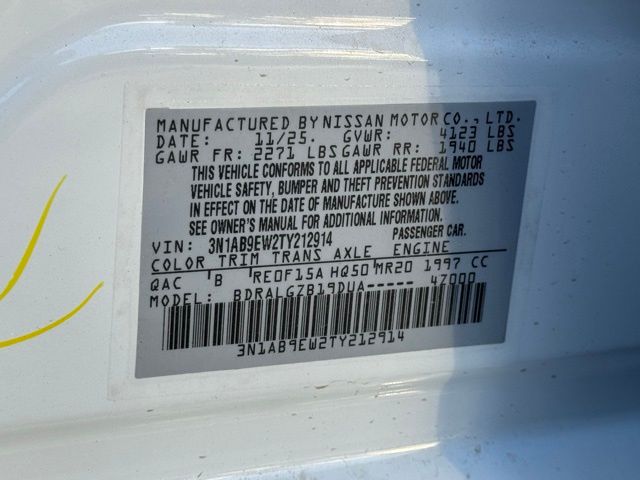 MANUFACTURED BY NISSAN MOTOR CO., LTD.
DATE: 11/25. GVWR: 4123 LBS
GAWR FR: 2271 LBS GAWR RR: 1940 LBS
THIS VEHICLE CONFORMS TO ALL APPLICABLE FEDERAL MOTOR
VEHICLE SAFETY, BUMPER AND THEFT PREVENTION STANDARDS
IN EFFECT ON THE DATE OF MANUFACTURE SHOWN ABOVE.
SEE OWNER'S MANUAL FOR ADDITIONAL INFORMATION.
VIN: 3N1AB9EW2TY212914 PASSENGER CAR.
COLOR TRIM TRANS AXLE ENGINE
QAC B RE0F15A HQ50 MR20 1997 CC
MODEL: BDRALGZB19DUA----- 4Z000
3N1AB9EW2TY212914